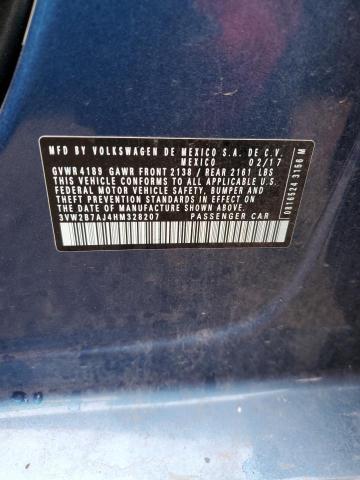 MFD BY VOLKSWAGEN DE MEXICO S.A. DE C.V.
MEXICO 02/17
GVWR 4189 GAWR FRONT 2138 / REAR 2161 LBS
THIS VEHICLE CONFORMS TO ALL APPLICABLE
FEDERAL MOTOR VEHICLE SAFETY, BUMPER AND
THEFT PREVENTION STANDARDS IN EFFECT ON
THE DATE OF MANUFACTURE SHOWN ABOVE.
3VW2B7AJ4HM328207 PASSENGER CAR
0816524 3156 M